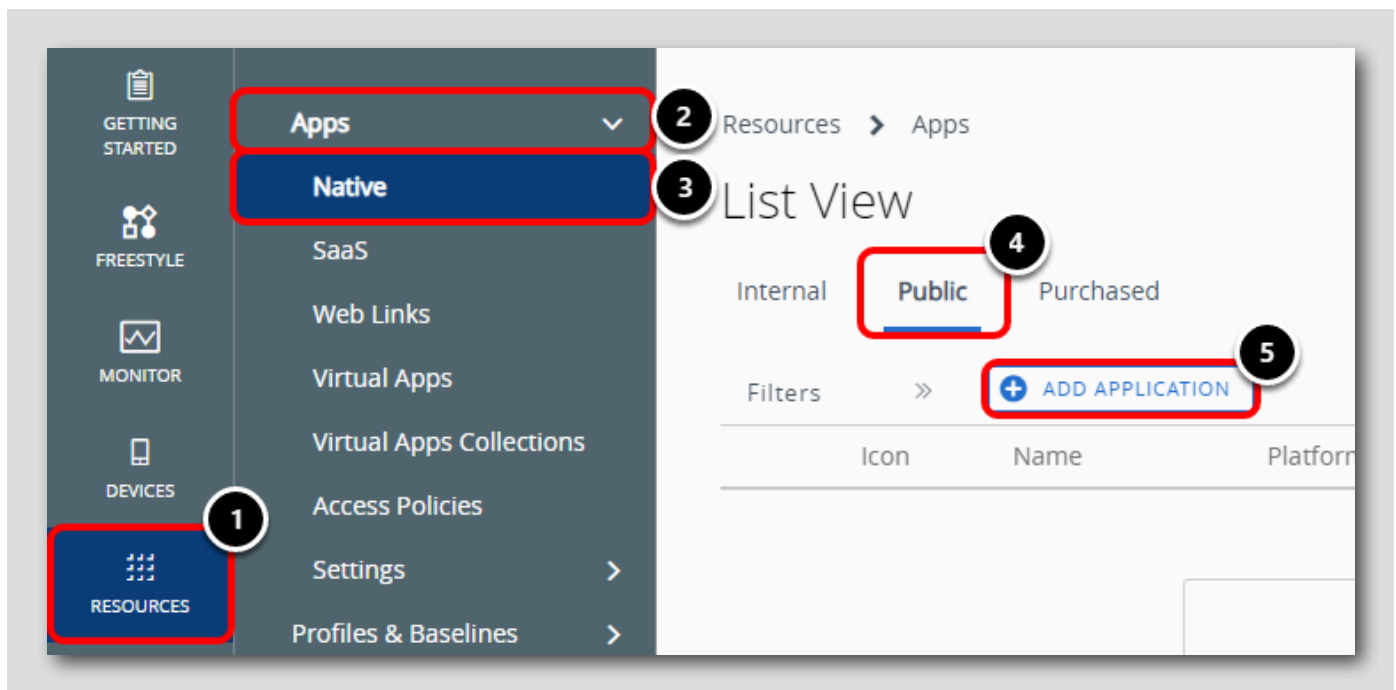 GETTING
STARTED
FREESTYLE
MONITOR
DEVICES
1
RESOURCES
Apps
2
Native
3
SaaS
Web Links
Virtual Apps
Virtual Apps Collections
Access Policies
Settings
Profiles & Baselines
Resources > Apps
List View
4
Internal Public Purchased
5
Filters » ADD APPLICATION
Icon Name Platform